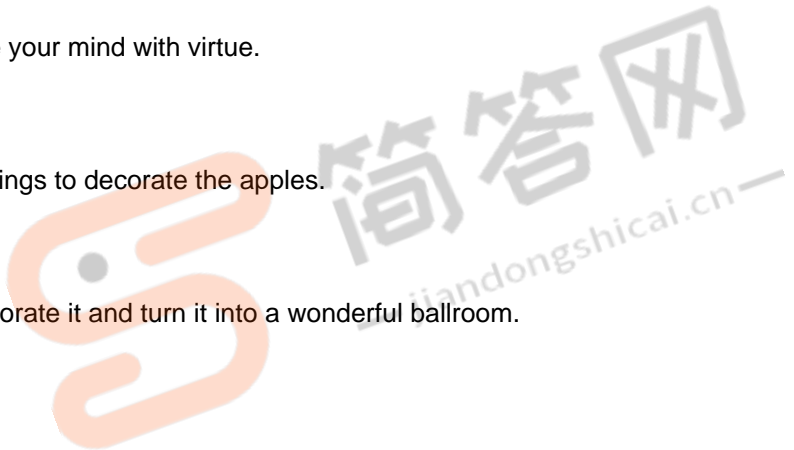 your mind with virtue.
ings to decorate the apples.
orate it and turn it into a wonderful ballroom.
简答网
jiandongshicai.cn